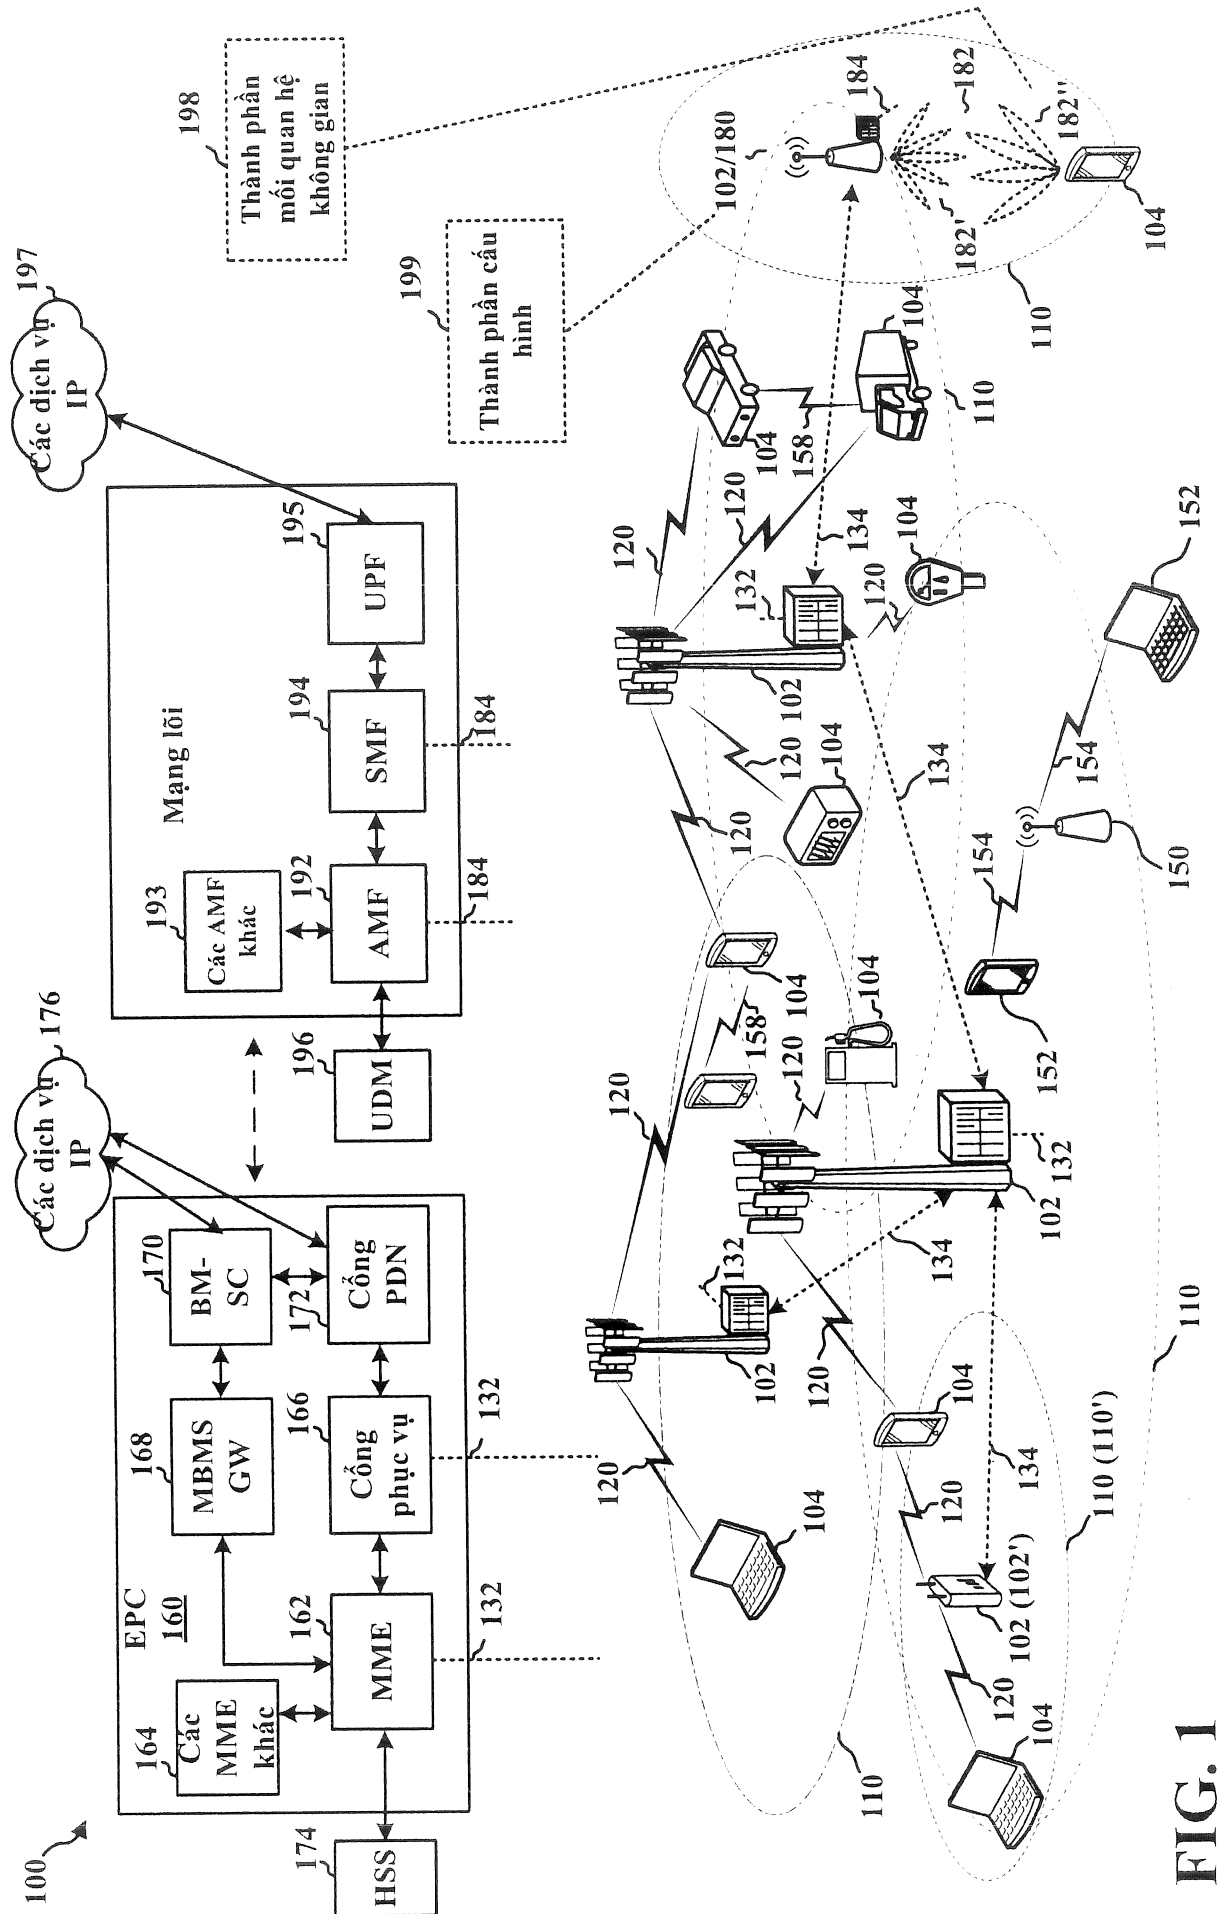 100
174
HSS
EPC
160
164
Các
MME
khác
162
MME
132
168
MBMS
GW
166
Cổng
phục vụ
132
170
BM-
SC
172
Cổng
PDN
176
Các dịch vụ
IP
196
UDM
Mạng lõi
193
Các AMF
khác
192
AMF
184
194
SMF
184
195
UPF
197
Các dịch vụ
IP
198
Thành phần
mối quan hệ
không gian
199
Thành phần cấu
hình
102/180
184
182
182'
182''
104
110
104
158
104
110
120
120
134
132
102
120
104
120
104
120
134
152
154
150
154
152
104
158
120
104
120
132
102
134
132
102
120
120
104
104
134
120
102 (102')
120
104
110
110 (110')
110
FIG. 1